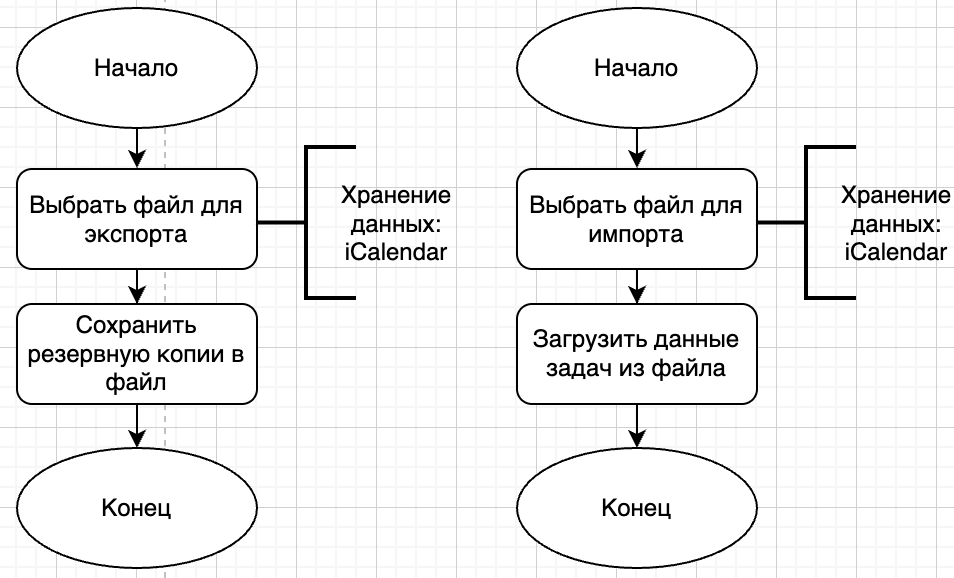 Начало
Выбрать файл для
экспорта
Хранение
данных:
iCalendar
Сохранить
резервную копии в
файл
Конец
Начало
Выбрать файл для
импорта
Хранение
данных:
iCalendar
Загрузить данные
задач из файла
Конец